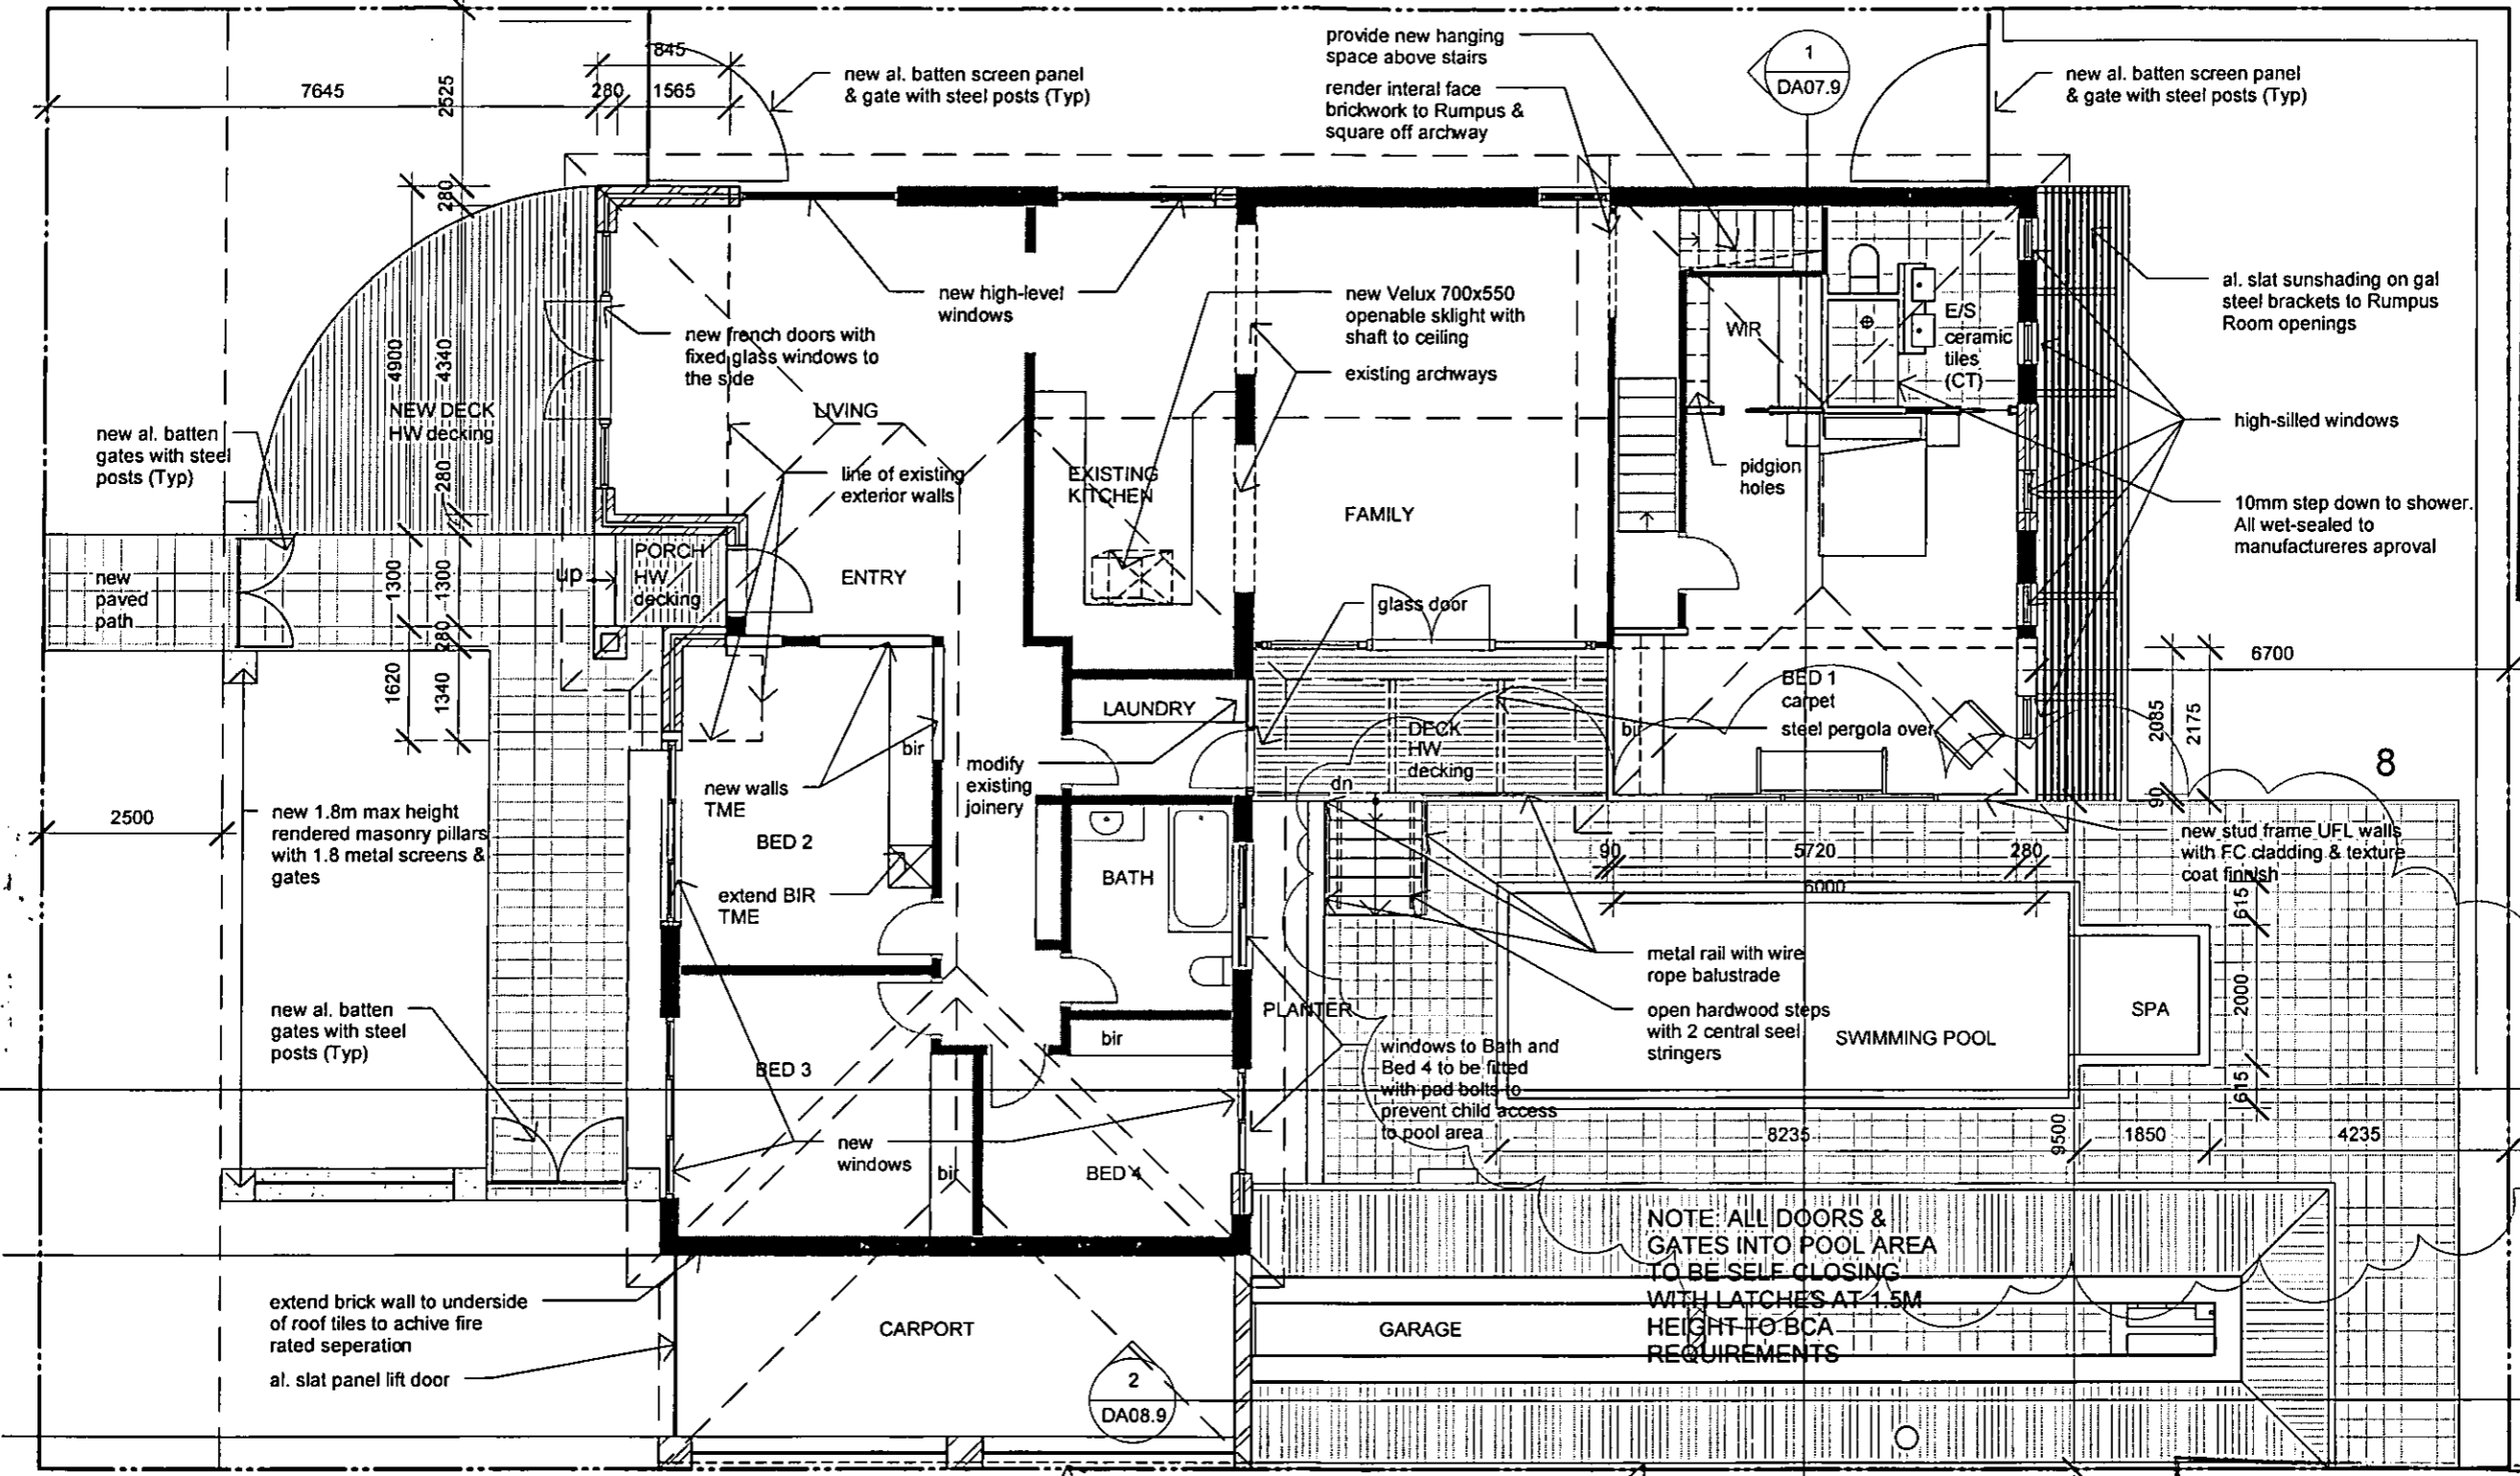 845
7645
280
1565
2525
new al. batten screen panel
& gate with steel posts (Typ)
provide new hanging
space above stairs
render interal face
brickwork to Rumpus &
square off archway
1
DA07.9
new al. batten screen panel
& gate with steel posts (Typ)
280
4900
4340
280
NEW DECK
HW decking
new al. batten
gates with steel
posts (Typ)
new french doors with
fixed glass windows to
the side
new high-level
windows
new Velux 700x550
openable sklight with
shaft to ceiling
existing archways
WIR
E/S
ceramic
tiles
(CT)
al. slat sunshading on gal
steel brackets to Rumpus
Room openings
high-silled windows
LIVING
line of existing
exterior walls
EXISTING
KITCHEN
FAMILY
pidgion
holes
10mm step down to shower.
All wet-sealed to
manufactureres aproval
new
paved
path
1300
1300
280
1620
1340
up
PORCH
HW
decking
ENTRY
glass door
LAUNDRY
BED 1
carpet
steel pergola over
bir
DECK
HW
decking
dn
6700
2085
2175
90
8
2500
new 1.8m max height
rendered masonry pillars
with 1.8 metal screens &
gates
new walls
TME
bir
modify
existing
joinery
BED 2
extend BIR
TME
BATH
90
5720
280
6000
new stud frame UFL walls
with FC cladding & texture
coat finnish
615
2000
615
metal rail with wire
rope balustrade
open hardwood steps
with 2 central seel
stringers
SWIMMING POOL
SPA
PLANTER
windows to Bath and
Bed 4 to be fitted
with pad bolts to
prevent child access
to pool area
8235
9500
1850
4235
new al. batten
gates with steel
posts (Typ)
BED 3
bir
new
windows
bir
BED 4
NOTE: ALL DOORS &
GATES INTO POOL AREA
TO BE SELF CLOSING
WITH LATCHES AT 1.5M
HEIGHT TO BCA
REQUIREMENTS
extend brick wall to underside
of roof tiles to achive fire
rated seperation
al. slat panel lift door
CARPORT
GARAGE
2
DA08.9